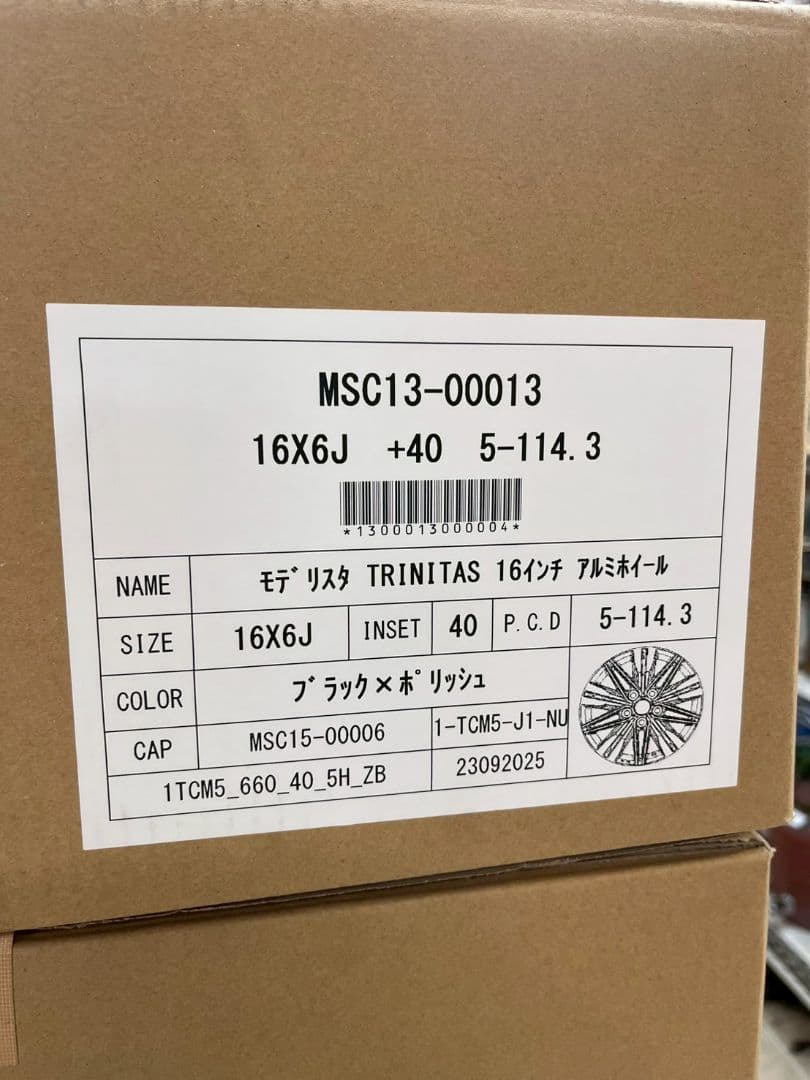 MSC13-00013
16X6J +40 5-114.3
*1300013000004*
NAME ﾓﾃﾞﾘｽﾀ TRINITAS 16ｲﾝﾁ ｱﾙﾐﾎｲｰﾙ
SIZE 16X6J INSET 40 P.C.D 5-114.3
COLOR ﾌﾞﾗｯｸ×ﾎﾟﾘｯｼｭ
CAP MSC15-00006 1-TCM5-J1-NU
1TCM5_660_40_5H_ZB 23092025